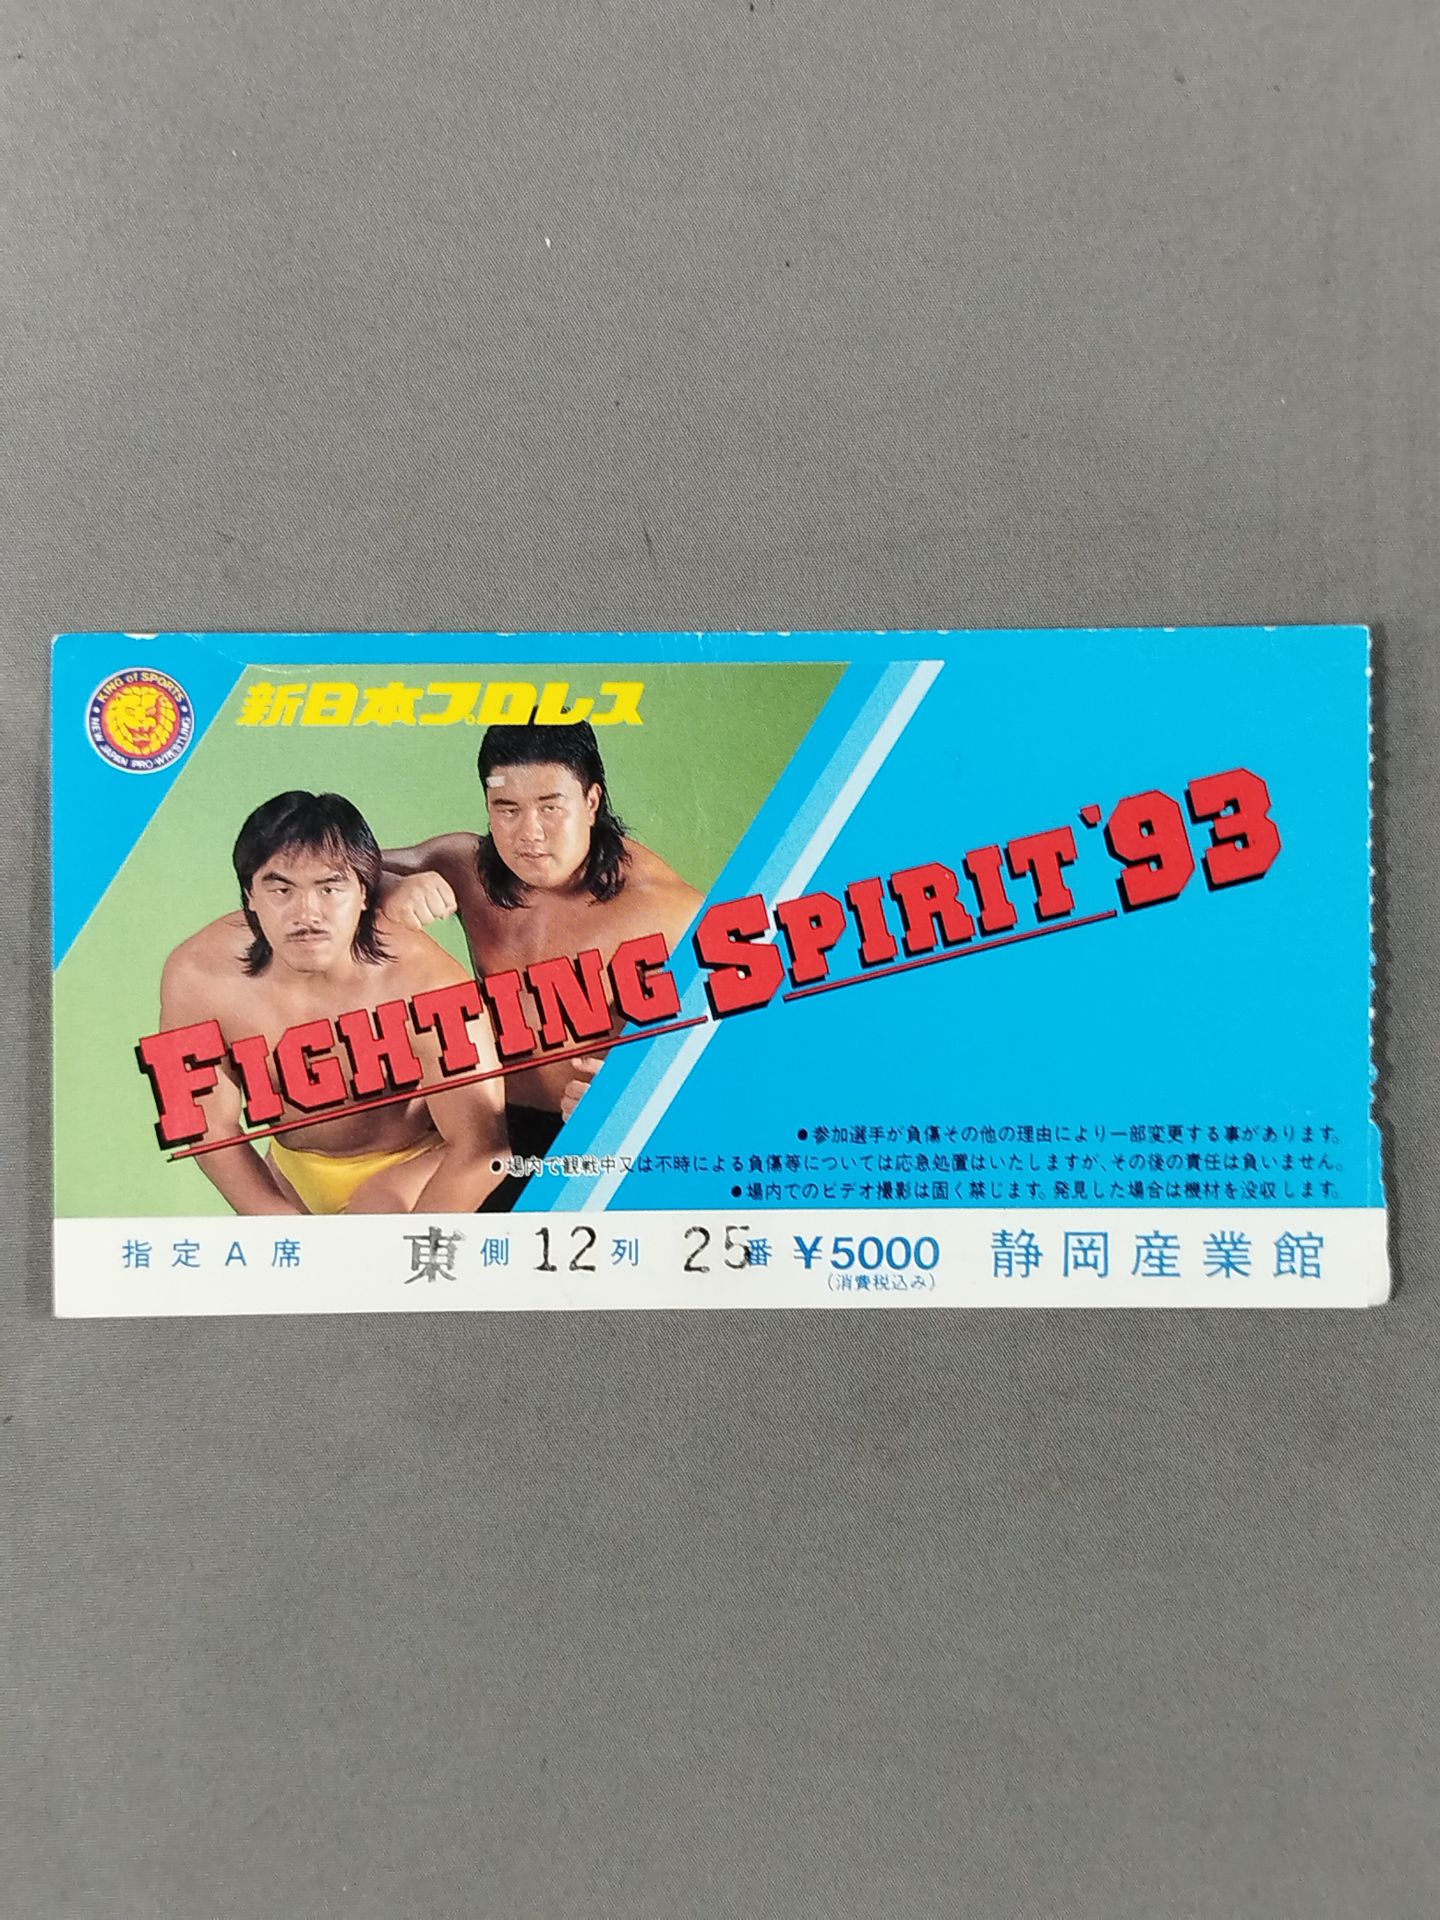 KING of SPORTS
NEW JAPAN PRO-WRESTLING
新日本プロレス
FIGHTING SPIRIT '93
●参加選手が負傷その他の理由により一部変更する事があります。
●場内で観戦中又は不時による負傷等については応急処置はいたしますが、その後の責任は負いません。
●場内でのビデオ撮影は固く禁じます。発見した場合は機材を没収します。
指定A席 東側12列 25番 ¥5000 静岡産業館
(消費税込み)